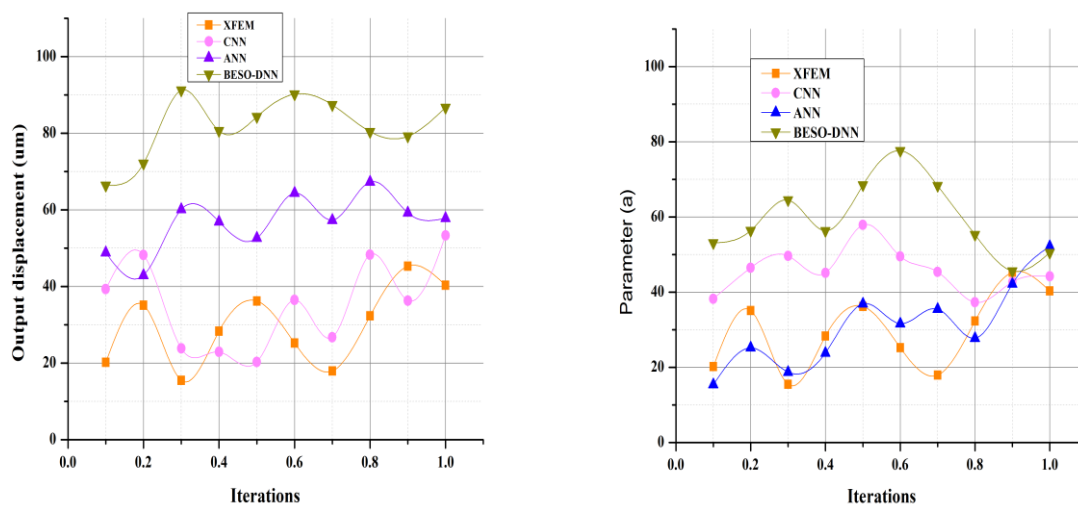 XFEM
CNN
ANN
BESO-DNN
100
80
60
40
20
0
Output displacement (um)
0.0 0.2 0.4 0.6 0.8 1.0
Iterations
XFEM
CNN
ANN
BESO-DNN
100
80
60
40
20
0
Parameter (a)
0.0 0.2 0.4 0.6 0.8 1.0
Iterations